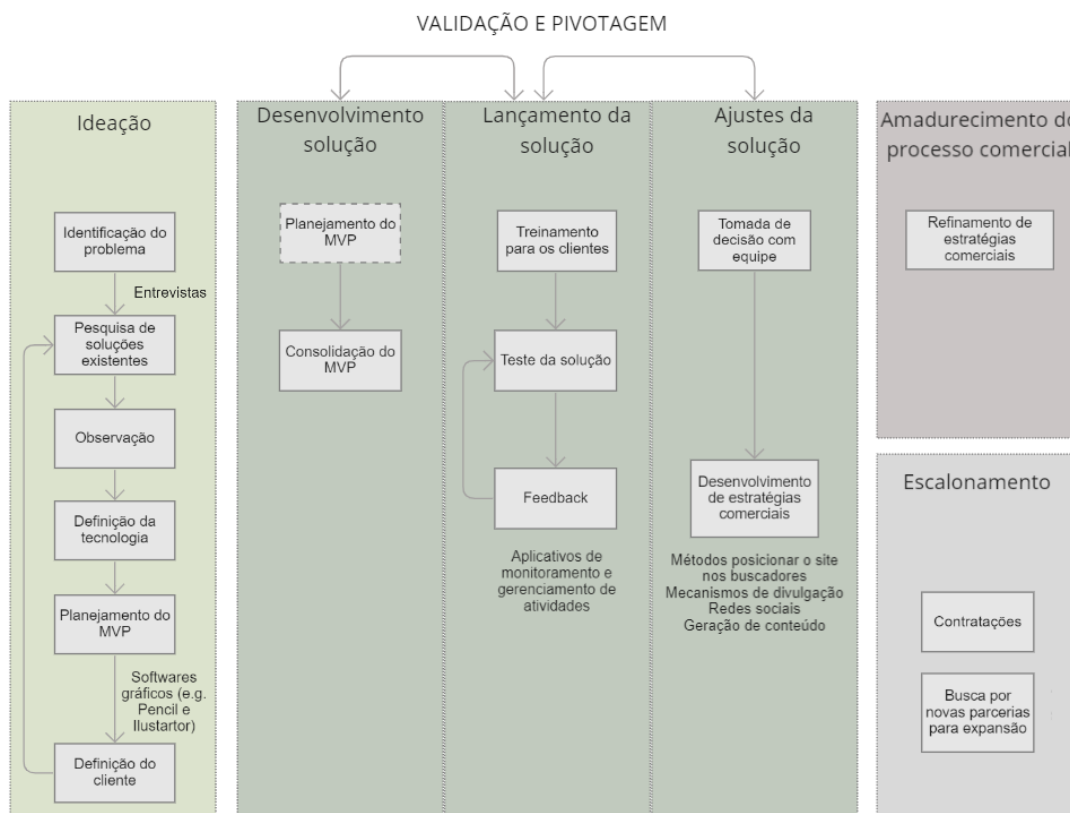 VALIDAÇÃO E PIVOTAGEM
Ideação
Identificação do
problema
Entrevistas
Pesquisa de
soluções
existentes
Observação
Definição da
tecnologia
Planejamento do
MVP
Softwares
gráficos (e.g.
Pencil e
Ilustartor)
Definição do
cliente
Desenvolvimento
solução
Planejamento do
MVP
Consolidação do
MVP
Lançamento da
solução
Treinamento
para os clientes
Teste da solução
Feedback
Aplicativos de
monitoramento e
gerenciamento de
atividades
Ajustes da
solução
Tomada de
decisão com
equipe
Desenvolvimento
de estratégias
comerciais
Métodos posicionar o site
nos buscadores
Mecanismos de divulgação
Redes sociais
Geração de conteúdo
Amadurecimento do
processo comercial
Refinamento de
estratégias
comerciais
Escalonamento
Contratações
Busca por
novas parcerias
para expansão